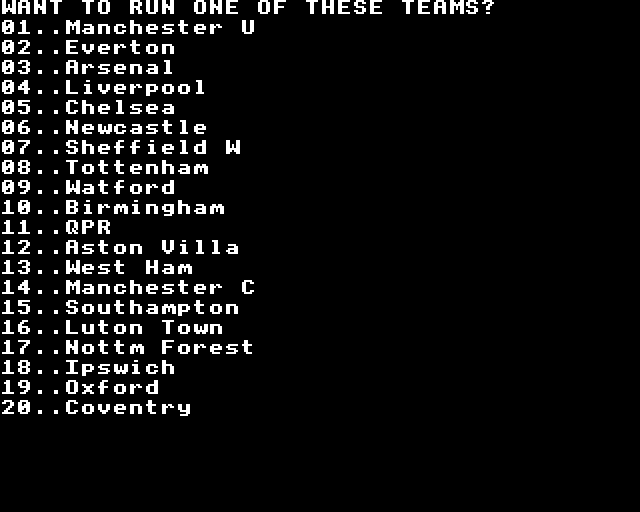 WANT TO RUN ONE OF THESE TEAMS?
01..Manchester U
02..Everton
03..Arsenal
04..Liverpool
05..Chelsea
06..Newcastle
07..Sheffield W
08..Tottenham
09..Watford
10..Birmingham
11..QPR
12..Aston Villa
13..West Ham
14..Manchester C
15..Southampton
16..Luton Town
17..Nottm Forest
18..Ipswich
19..Oxford
20..Coventry